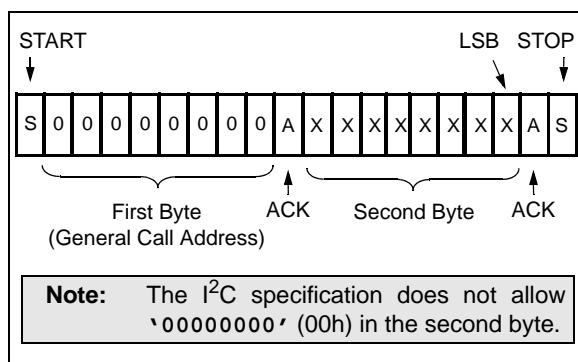 START LSB STOP
S 0 0 0 0 0 0 0 0 A X X X X X X X X A S
First Byte ACK Second Byte ACK
(General Call Address)
Note: The I²C specification does not allow
'00000000' (00h) in the second byte.